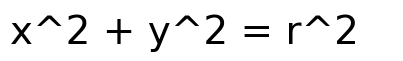 x^2 + y^2 = r^2